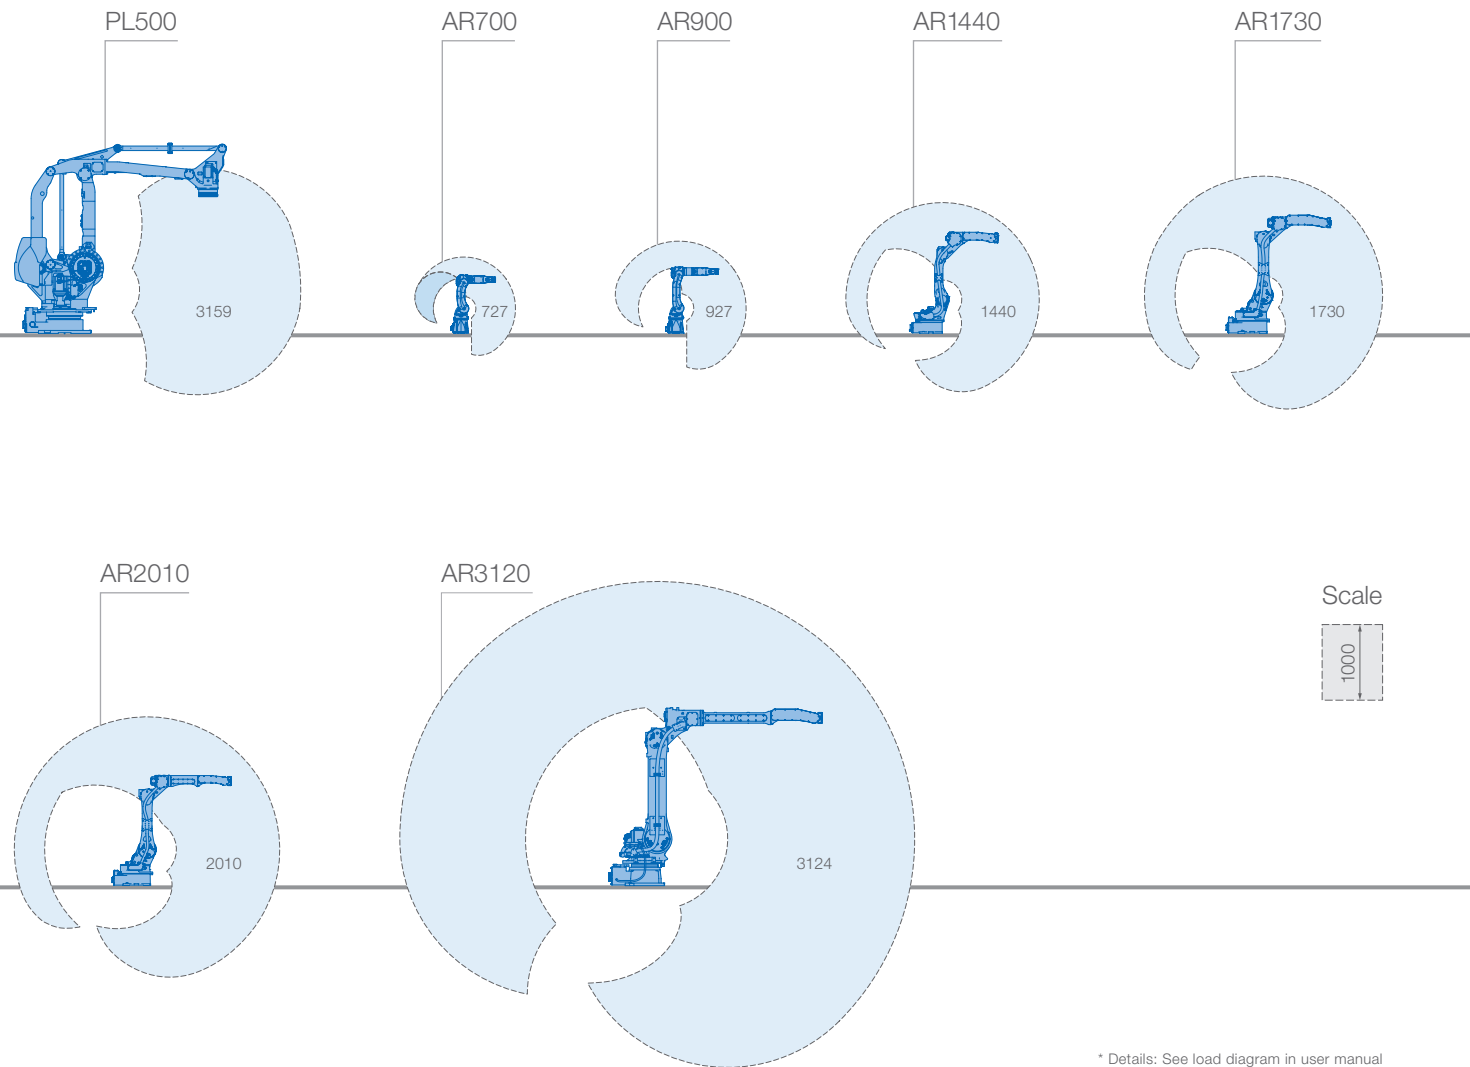 PL500
AR700
AR900
AR1440
AR1730
3159
727
927
1440
1730
AR2010
AR3120
Scale
1000
2010
3124
* Details: See load diagram in user manual